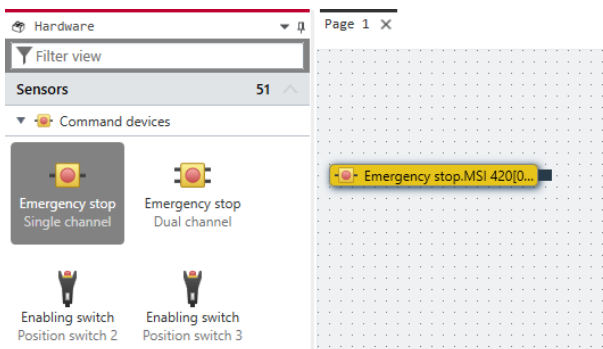 Hardware
Filter view
Sensors 51
Command devices
Emergency stop
Single channel
Emergency stop
Dual channel
Enabling switch
Position switch 2
Enabling switch
Position switch 3
Page 1
Emergency stop.MSI 420[0...